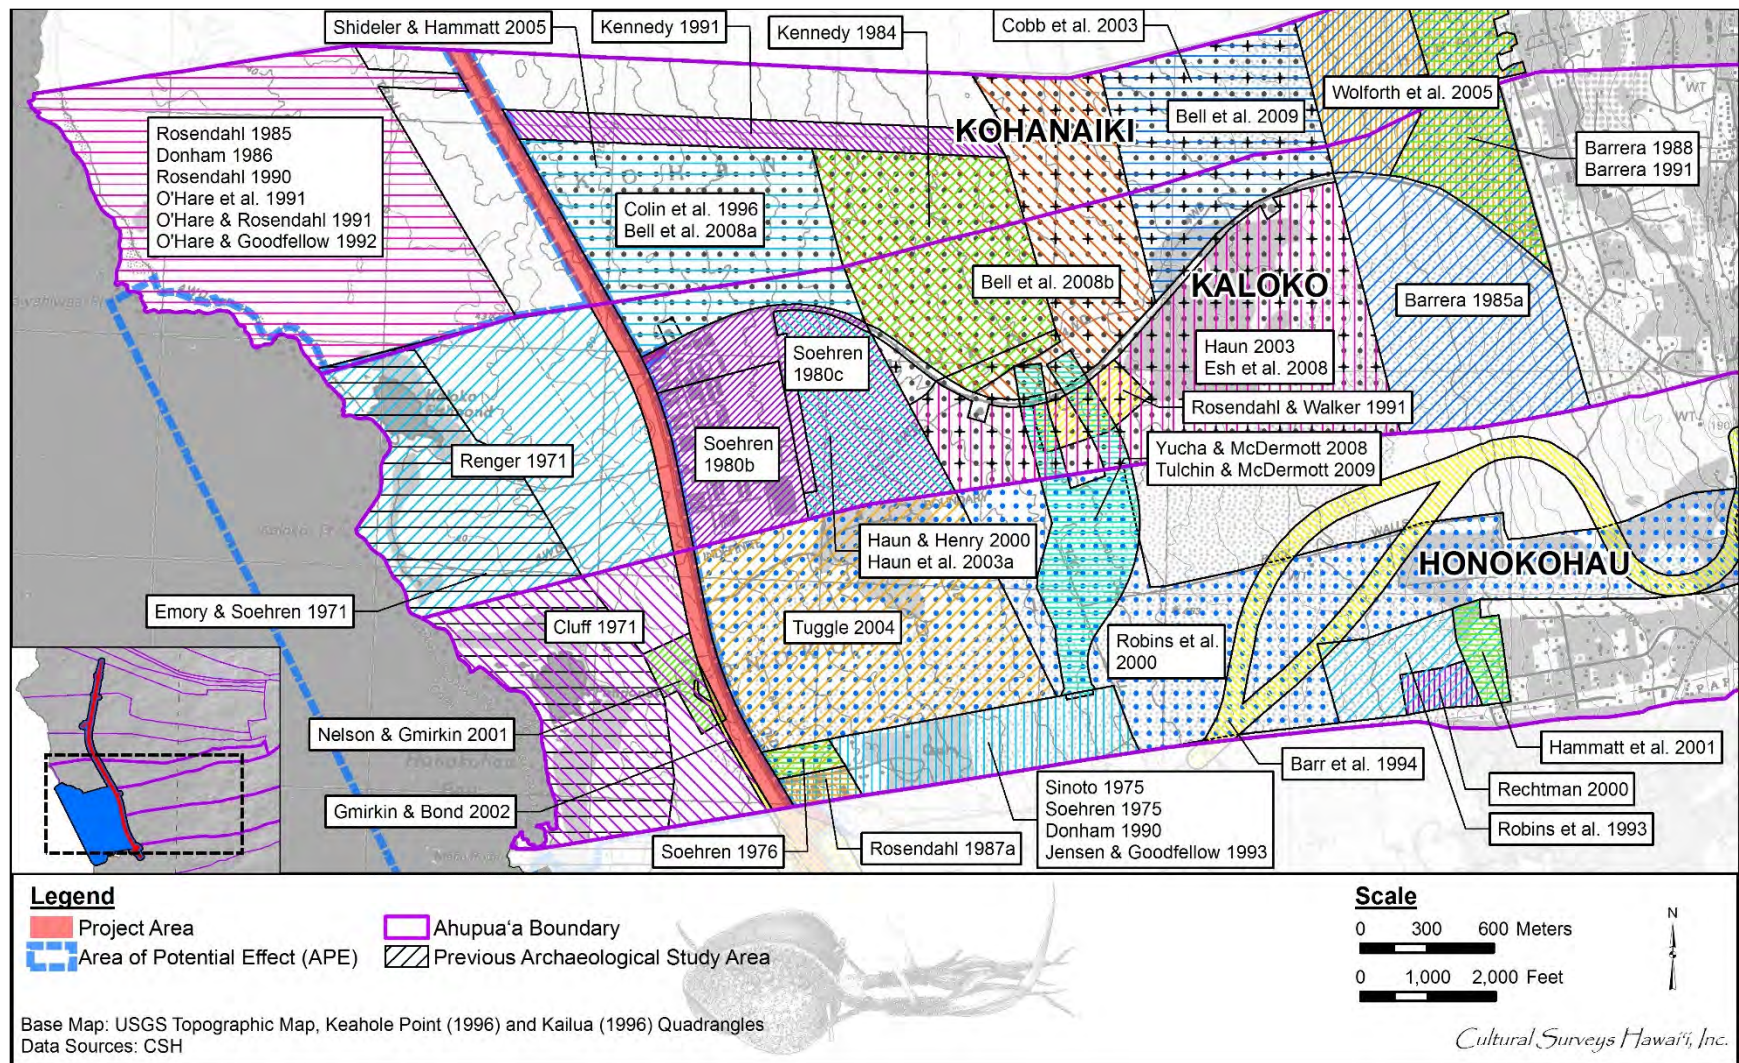 Shideler & Hammatt 2005
Kennedy 1991
Kennedy 1984
Cobb et al. 2003
Bell et al. 2009
Wolforth et al. 2005
KOHANAIKI
Rosendahl 1985
Donham 1986
Rosendahl 1990
O'Hare et al. 1991
O'Hare & Rosendahl 1991
O'Hare & Goodfellow 1992
Barrera 1988
Barrera 1991
Colin et al. 1996
Bell et al. 2008a
Bell et al. 2008b
KALOKO
Barrera 1985a
Soehren
1980c
Haun 2003
Esh et al. 2008
Rosendahl & Walker 1991
Soehren
1980b
Renger 1971
Yucha & McDermott 2008
Tulchin & McDermott 2009
Haun & Henry 2000
Haun et al. 2003a
HONOKOHAU
Emory & Soehren 1971
Cluff 1971
Tuggle 2004
Robins et al.
2000
Nelson & Gmirkin 2001
Hammatt et al. 2001
Barr et al. 1994
Gmirkin & Bond 2002
Sinoto 1975
Soehren 1975
Donham 1990
Jensen & Goodfellow 1993
Rechtman 2000
Robins et al. 1993
Soehren 1976
Rosendahl 1987a
Legend
Project Area
Area of Potential Effect (APE)
Ahupua‘a Boundary
Previous Archaeological Study Area
Scale
0 300 600 Meters
0 1,000 2,000 Feet
N
Base Map: USGS Topographic Map, Keahole Point (1996) and Kailua (1996) Quadrangles
Data Sources: CSH
Cultural Surveys Hawai‘i, Inc.